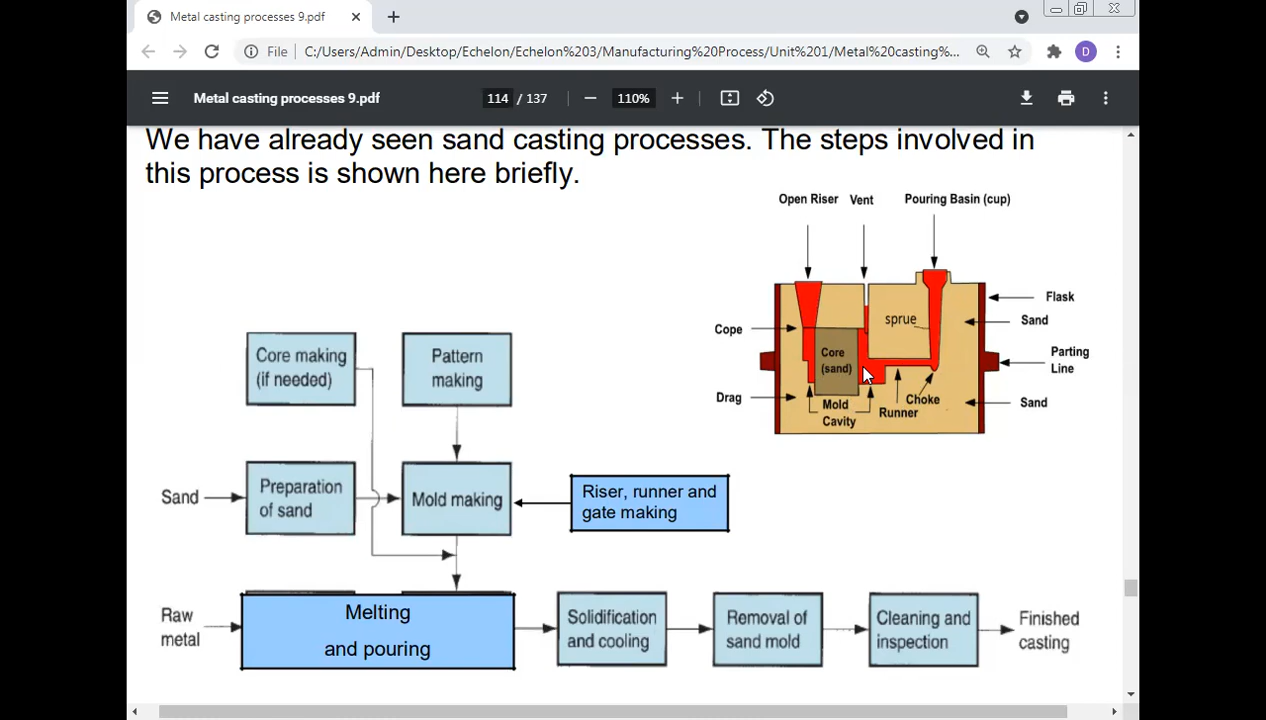 Metal casting processes 9.pdf
File
C:/Users/Admin/Desktop/Echelon/Echelon%203/Manufacturing%20Process/Unit%201/Metal%20casting%...
D
Metal casting processes 9.pdf
114 / 137
110%
We have already seen sand casting processes. The steps involved in
this process is shown here briefly.
Open Riser
Vent
Pouring Basin (cup)
Flask
sprue
Sand
Cope
Core
(sand)
Parting
Line
Drag
Mold
Cavity
Runner
Choke
Sand
Core making
(if needed)
Pattern
making
Sand
Preparation
of sand
Mold making
Riser, runner and
gate making
Raw
metal
Melting
and pouring
Solidification
and cooling
Removal of
sand mold
Cleaning and
inspection
Finished
casting